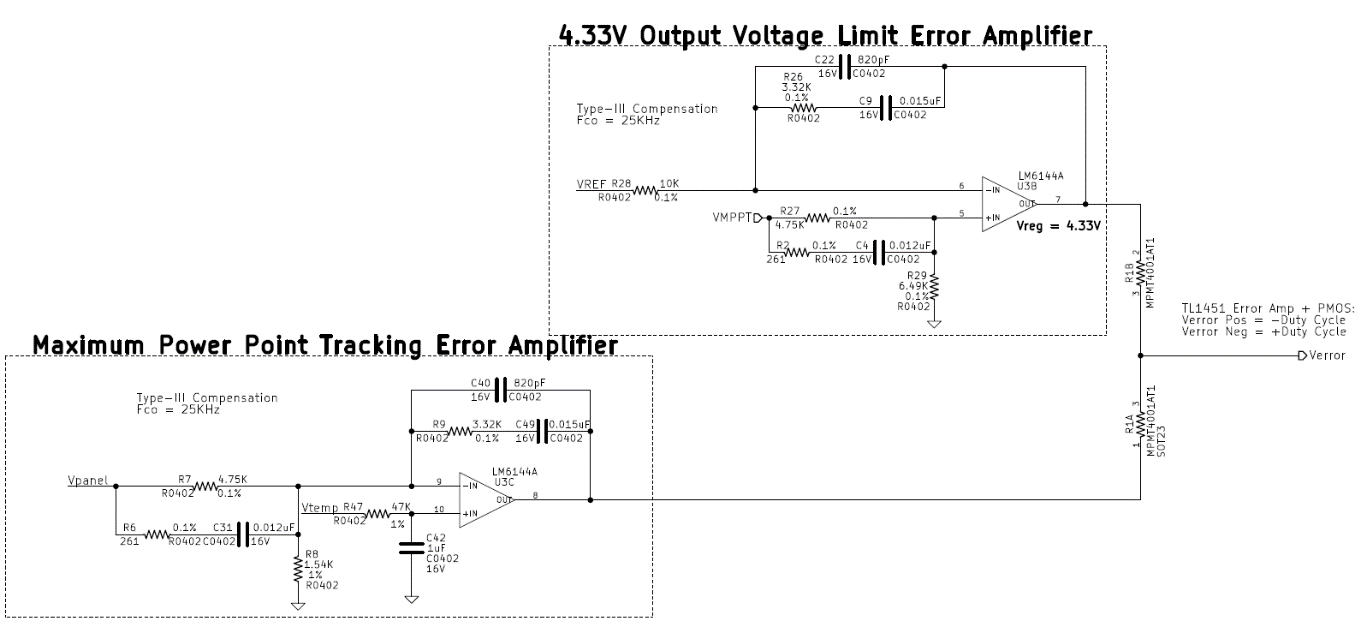 4.33V Output Voltage Limit Error Amplifier
C22 820pF
16V C0402
R26
3.32K
0.1%
R0402
C9 0.015uF
16V C0402
Type-III Compensation
Fco = 25KHz
VREF R28 10K
R0402 0.1%
6 -IN
LM6144A
U3B
OUT 7
5 +IN
Vreg = 4.33V
VMPPT
R27 0.1%
4.75K R0402
R2 0.1% C4 0.012uF
261 R0402 16V C0402
R29
6.49K
0.1%
R0402
R1B
2
3
MPMT4001AT1
TL1451 Error Amp + PMOS:
Verror Pos = -Duty Cycle
Verror Neg = +Duty Cycle
Verror
R1A
3
1
MPMT4001AT1
SOT23
Maximum Power Point Tracking Error Amplifier
Type-III Compensation
Fco = 25KHz
C40 820pF
16V C0402
R9 3.32K C49 0.015uF
R0402 0.1% 16V C0402
Vpanel
R7 4.75K
R0402 0.1%
9 -IN
LM6144A
U3C
OUT 8
10 +IN
Vtemp R47 47K
R0402 1%
R6 0.1% C31 0.012uF
261 R0402 C0402 16V
R8
1.54K
1%
R0402
C42
1uF
C0402
16V